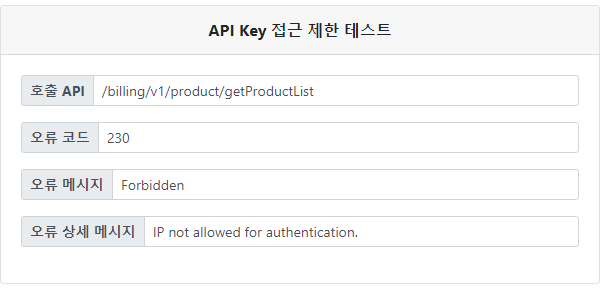 API Key 접근 제한 테스트
호출 API /billing/v1/product/getProductList
오류 코드 230
오류 메시지 Forbidden
오류 상세 메시지 IP not allowed for authentication.